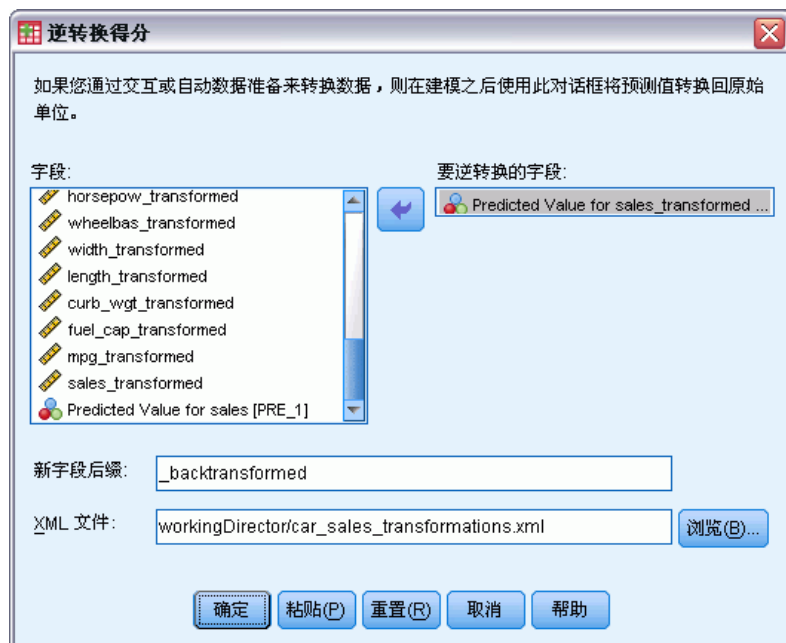 逆转换得分
如果您通过交互或自动数据准备来转换数据，则在建模之后使用此对话框将预测值转换回原始
单位。
字段:
要逆转换的字段:
horsepow_transformed
wheelbas_transformed
width_transformed
length_transformed
curb_wgt_transformed
fuel_cap_transformed
mpg_transformed
sales_transformed
Predicted Value for sales [PRE_1]
Predicted Value for sales_transformed ...
新字段后缀:
_backtransformed
XML 文件:
workingDirector/car_sales_transformations.xml
浏览(B)...
确定
粘贴(P)
重置(R)
取消
帮助